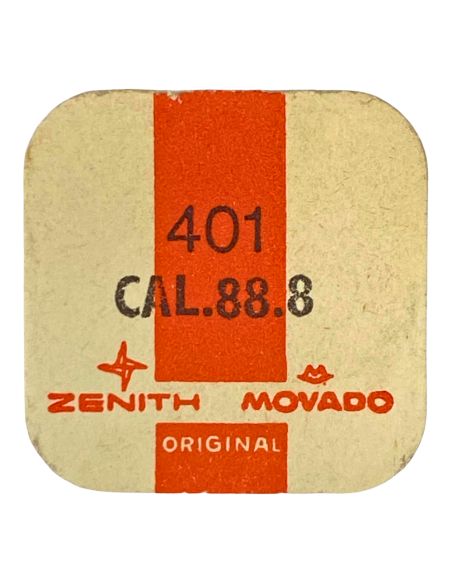 401
CAL.88.8
ZENITH MOVADO
ORIGINAL